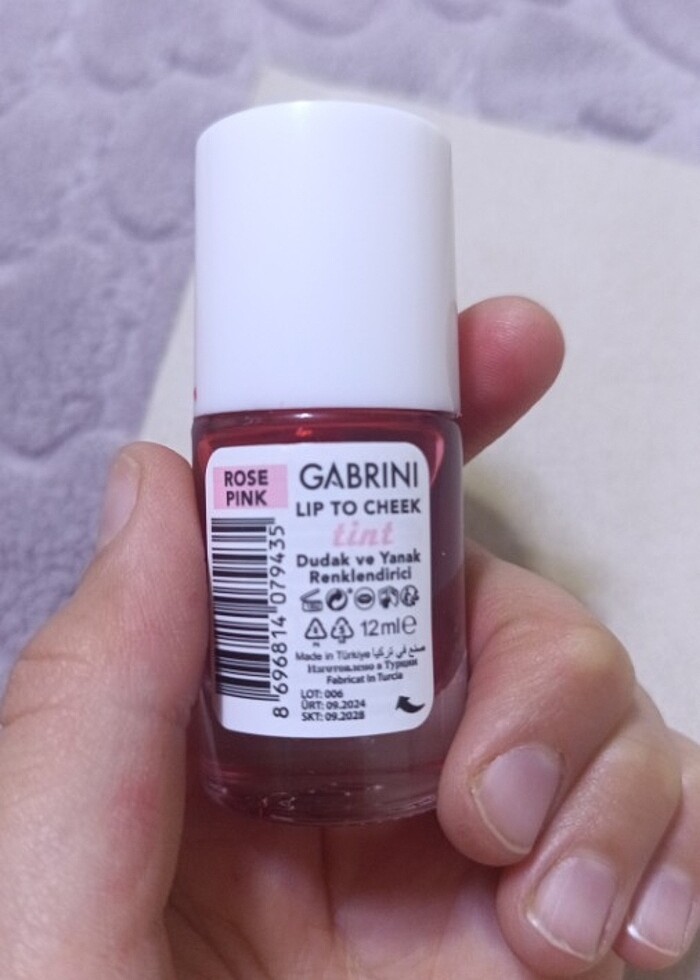 ROSE
PINK
GABRINI
LIP TO CHEEK
tint
Dudak ve Yanak
Renklendirici
12ml℮
Made in Türkiye صنع في تركيا
Изготовлено в Турции
Fabricat in Turcia
LOT: 006
ÜRT: 09.2024
SKT: 09.2028
8 696814 079435